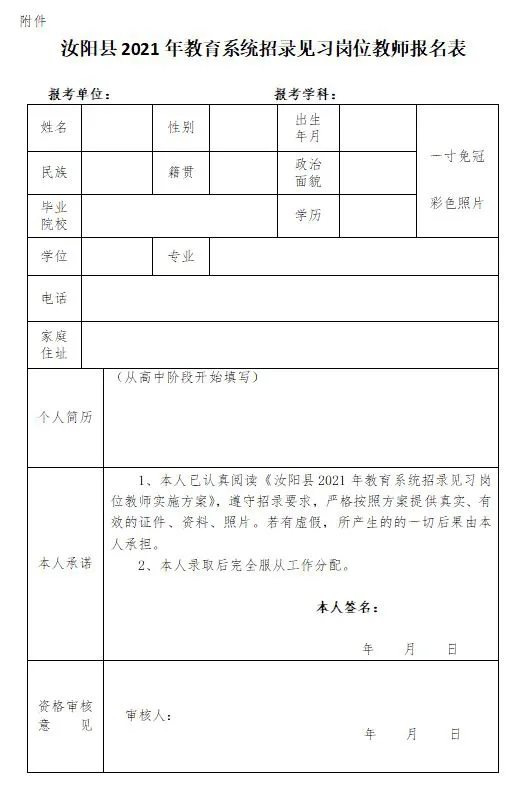 附件
汝阳县 2021 年教育系统招录见习岗位教师报名表
报考单位： 报考学科：
姓名 性别 出生年月 一寸免冠彩色照片
民族 籍贯 政治面貌
毕业院校 学历
学位 专业
电话
家庭住址
个人简历 （从高中阶段开始填写）
本人承诺
1、本人已认真阅读《汝阳县 2021 年教育系统招录见习岗
位教师实施方案》，遵守招录要求，严格按照方案提供真实、有
效的证件、资料、照片。若有虚假，所产生的的一切后果由本
人承担。
2、本人录取后完全服从工作分配。
本人签名：
年 月 日
资格审核
意 见
审核人：
年 月 日